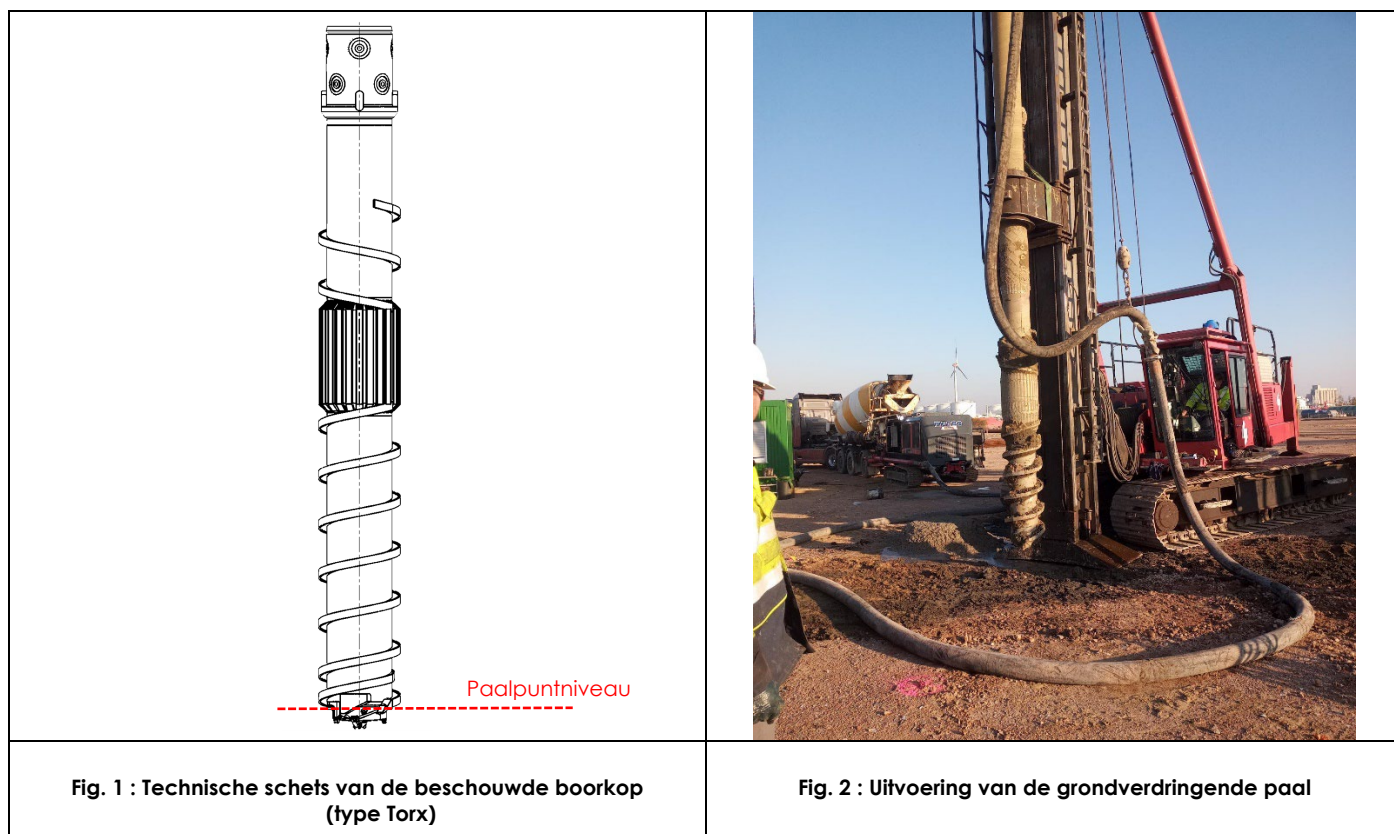 Paalpuntniveau
Fig. 1 : Technische schets van de beschouwde boorkop
(type Torx)
Fig. 2 : Uitvoering van de grondverdringende paal